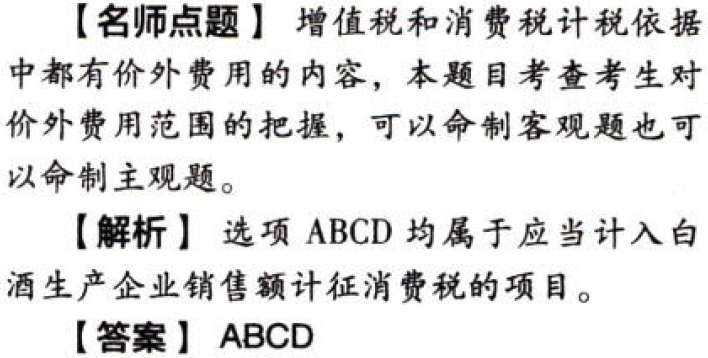 【名师点题】 增值税和消费税计税依据
中都有价外费用的内容，本题目考查考生对
价外费用范围的把握，可以命制客观题也可
以命制主观题。
【解析】 选项 ABCD 均属于应当计入白
酒生产企业销售额计征消费税的项目。
【答案】 ABCD